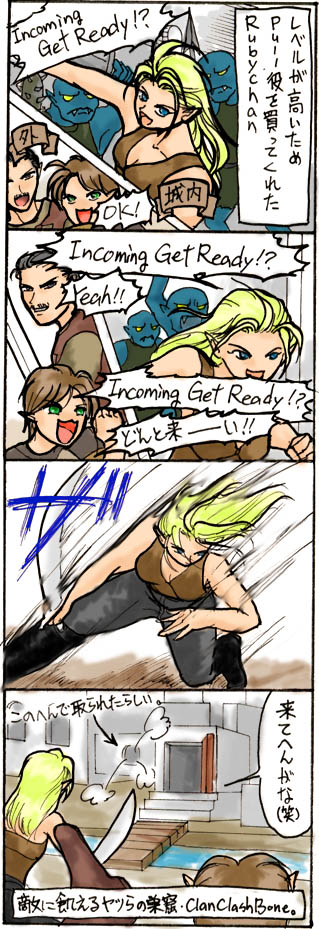 レベルが高いため
Pull役を買ってくれた
Rubychan
Incoming
Get Ready!?
外
OK!
城内
Incoming Get Ready!?
Yeah!!
Incoming Get Ready!?
どんと来ーい!!
ザッ
このへんで取られたらしい。
来てへんがな(笑)
敵に飢えるヤツらの巣窟・ClanClashBone。